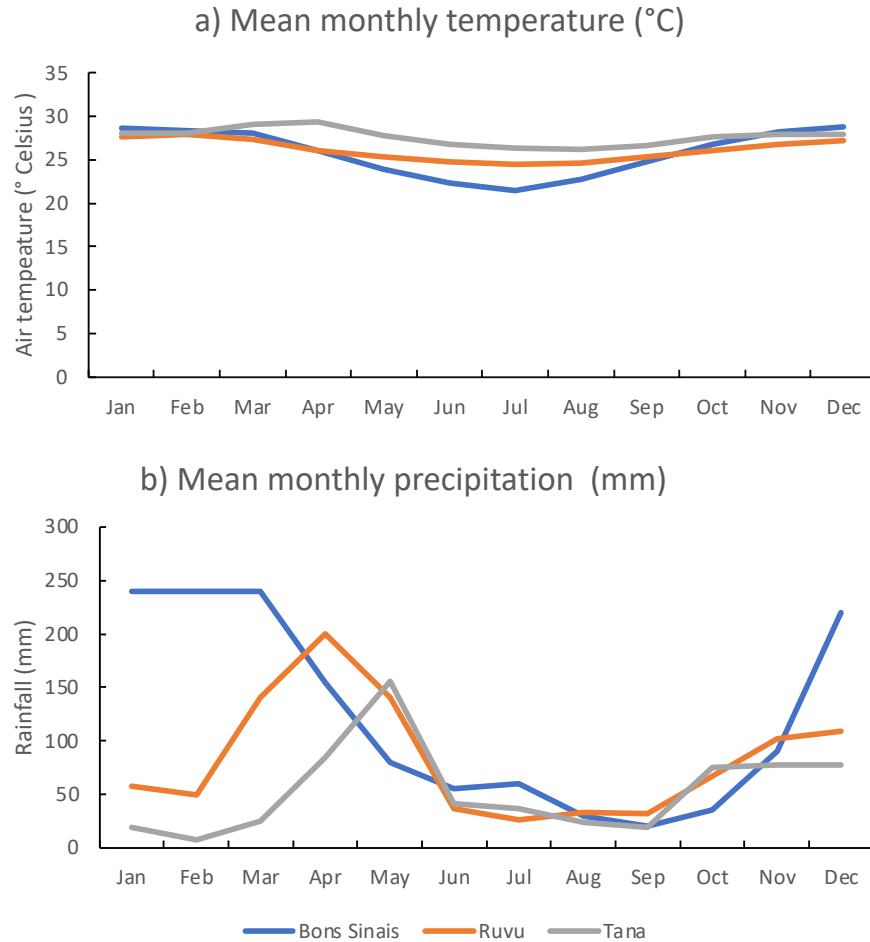 a) Mean monthly temperature (°C)
Air tempeature (° Celsius )
35
30
25
20
15
10
5
0
Jan Feb Mar Apr May Jun Jul Aug Sep Oct Nov Dec
b) Mean monthly precipitation (mm)
Rainfall (mm)
300
250
200
150
100
50
0
Jan Feb Mar Apr May Jun Jul Aug Sep Oct Nov Dec
Bons Sinais Ruvu Tana